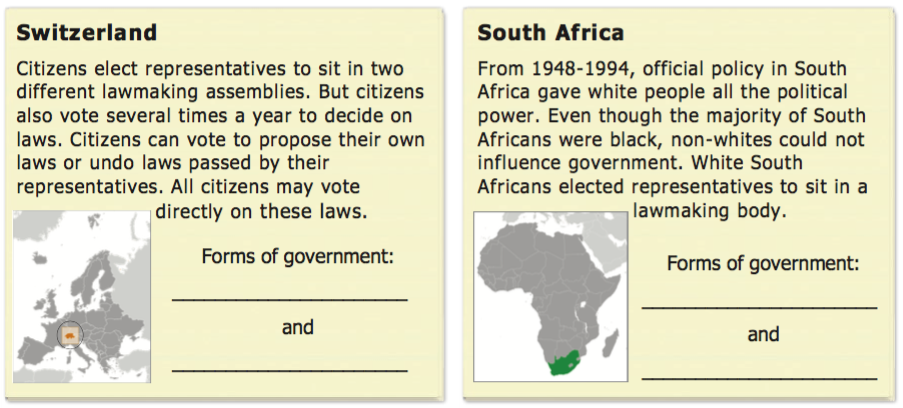 Switzerland
Citizens elect representatives to sit in two
different lawmaking assemblies. But citizens
also vote several times a year to decide on
laws. Citizens can vote to propose their own
laws or undo laws passed by their
representatives. All citizens may vote
directly on these laws.
Forms of government:
and
South Africa
From 1948-1994, official policy in South
Africa gave white people all the political
power. Even though the majority of South
Africans were black, non-whites could not
influence government. White South
Africans elected representatives to sit in a
lawmaking body.
Forms of government:
and